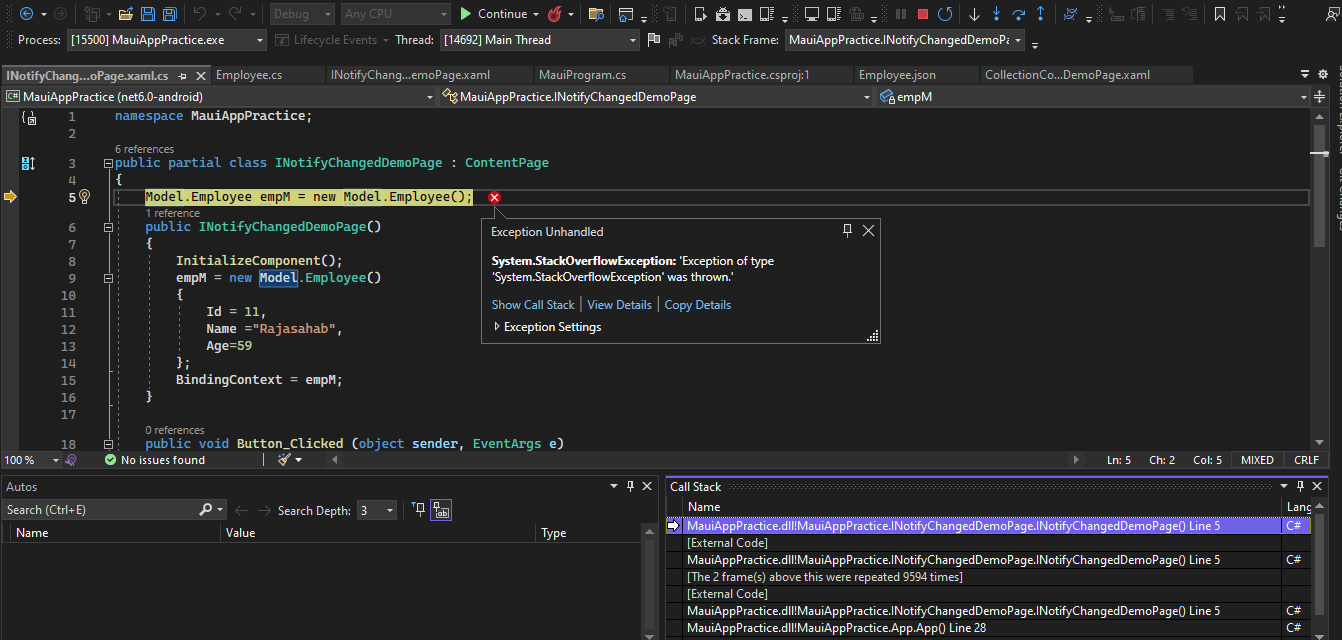 Debug
Any CPU
Continue
Process: [15500] MauiAppPractice.exe
Lifecycle Events
Thread: [14692] Main Thread
Stack Frame: MauiAppPractice.INotifyChangedDemoPa
INotifyChang...oPage.xaml.cs
Employee.cs
INotifyChang...emoPage.xaml
MauiProgram.cs
MauiAppPractice.csproj:1
Employee.json
CollectionCo...DemoPage.xaml
MauiAppPractice (net6.0-android)
MauiAppPractice.INotifyChangedDemoPage
empM
1 namespace MauiAppPractice;
2
6 references
3 public partial class INotifyChangedDemoPage : ContentPage
4 {
5 Model.Employee empM = new Model.Employee();
1 reference
6 public INotifyChangedDemoPage()
7 {
8 InitializeComponent();
9 empM = new Model.Employee()
10 {
11 Id = 11,
12 Name ="Rajasahab",
13 Age=59
14 };
15 BindingContext = empM;
16 }
17
0 references
18 public void Button_Clicked (object sender, EventArgs e)
Exception Unhandled
System.StackOverflowException: 'Exception of type
'System.StackOverflowException' was thrown.'
Show Call Stack | View Details | Copy Details
Exception Settings
100 %
No issues found
Ln: 5 Ch: 2 Col: 5 MIXED CRLF
Autos
Search (Ctrl+E)
Search Depth: 3
Name Value Type
Call Stack
Name Lang
MauiAppPractice.dll!MauiAppPractice.INotifyChangedDemoPage.INotifyChangedDemoPage() Line 5 C#
[External Code]
MauiAppPractice.dll!MauiAppPractice.INotifyChangedDemoPage.INotifyChangedDemoPage() Line 5 C#
[The 2 frame(s) above this were repeated 9594 times]
[External Code]
MauiAppPractice.dll!MauiAppPractice.INotifyChangedDemoPage.INotifyChangedDemoPage() Line 5 C#
MauiAppPractice.dll!MauiAppPractice.App.App() Line 28 C#